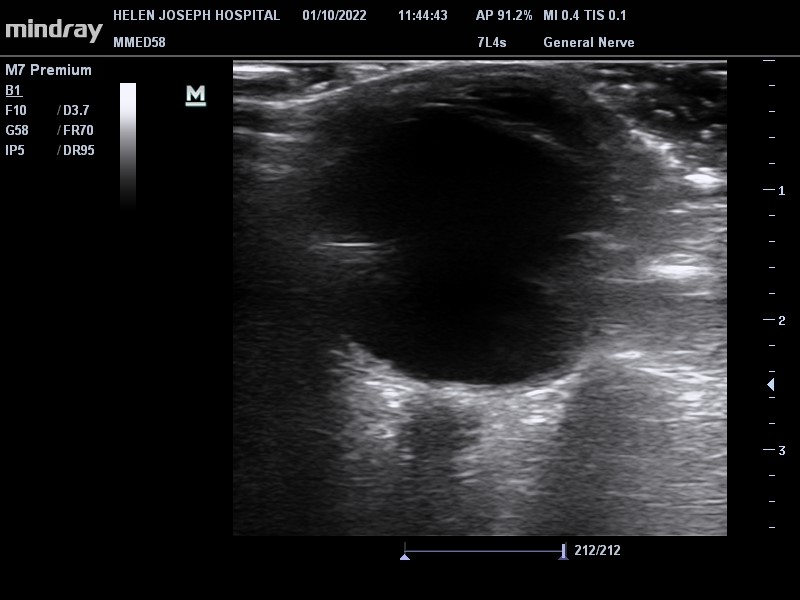 mindray
HELEN JOSEPH HOSPITAL 01/10/2022 11:44:43 AP 91.2% MI 0.4 TIS 0.1
MMED58 7L4s General Nerve
M7 Premium
B1
F10 /D3.7
G58 /FR70
IP5 /DR95
M
1
2
3
212/212